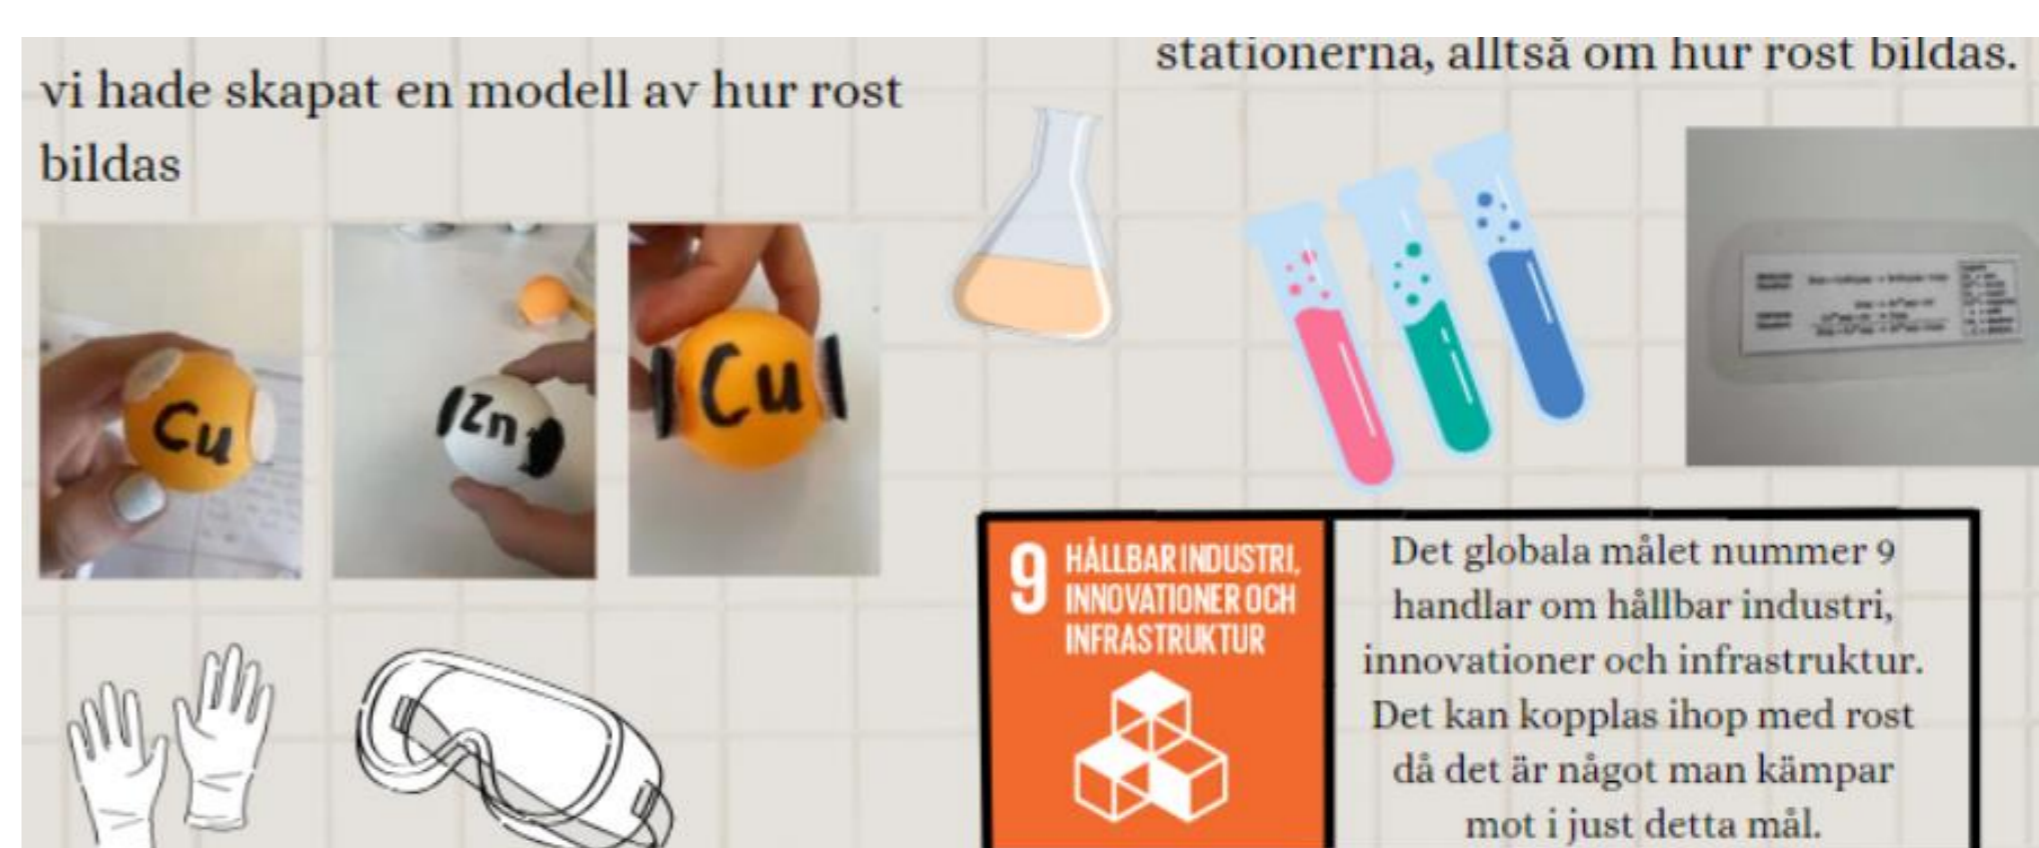 stationerna, alltså om hur rost bildas.
vi hade skapat en modell av hur rost
bildas
Cu
Zn
Cu
9 HÅLLBAR INDUSTRI,
INNOVATIONER OCH
INFRASTRUKTUR
Det globala målet nummer 9
handlar om hållbar industri,
innovationer och infrastruktur.
Det kan kopplas ihop med rost
då det är något man kämpar
mot i just detta mål.